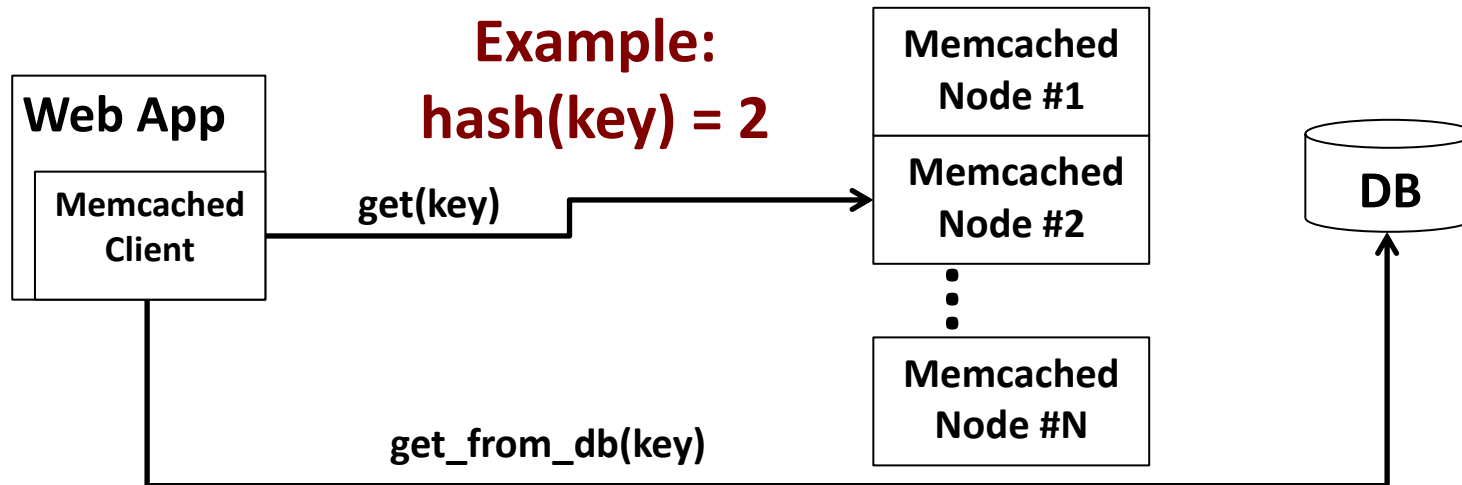 Example:
hash(key) = 2
Web App
Memcached
Client
get(key)
Memcached
Node #1
Memcached
Node #2
Memcached
Node #N
DB
get_from_db(key)